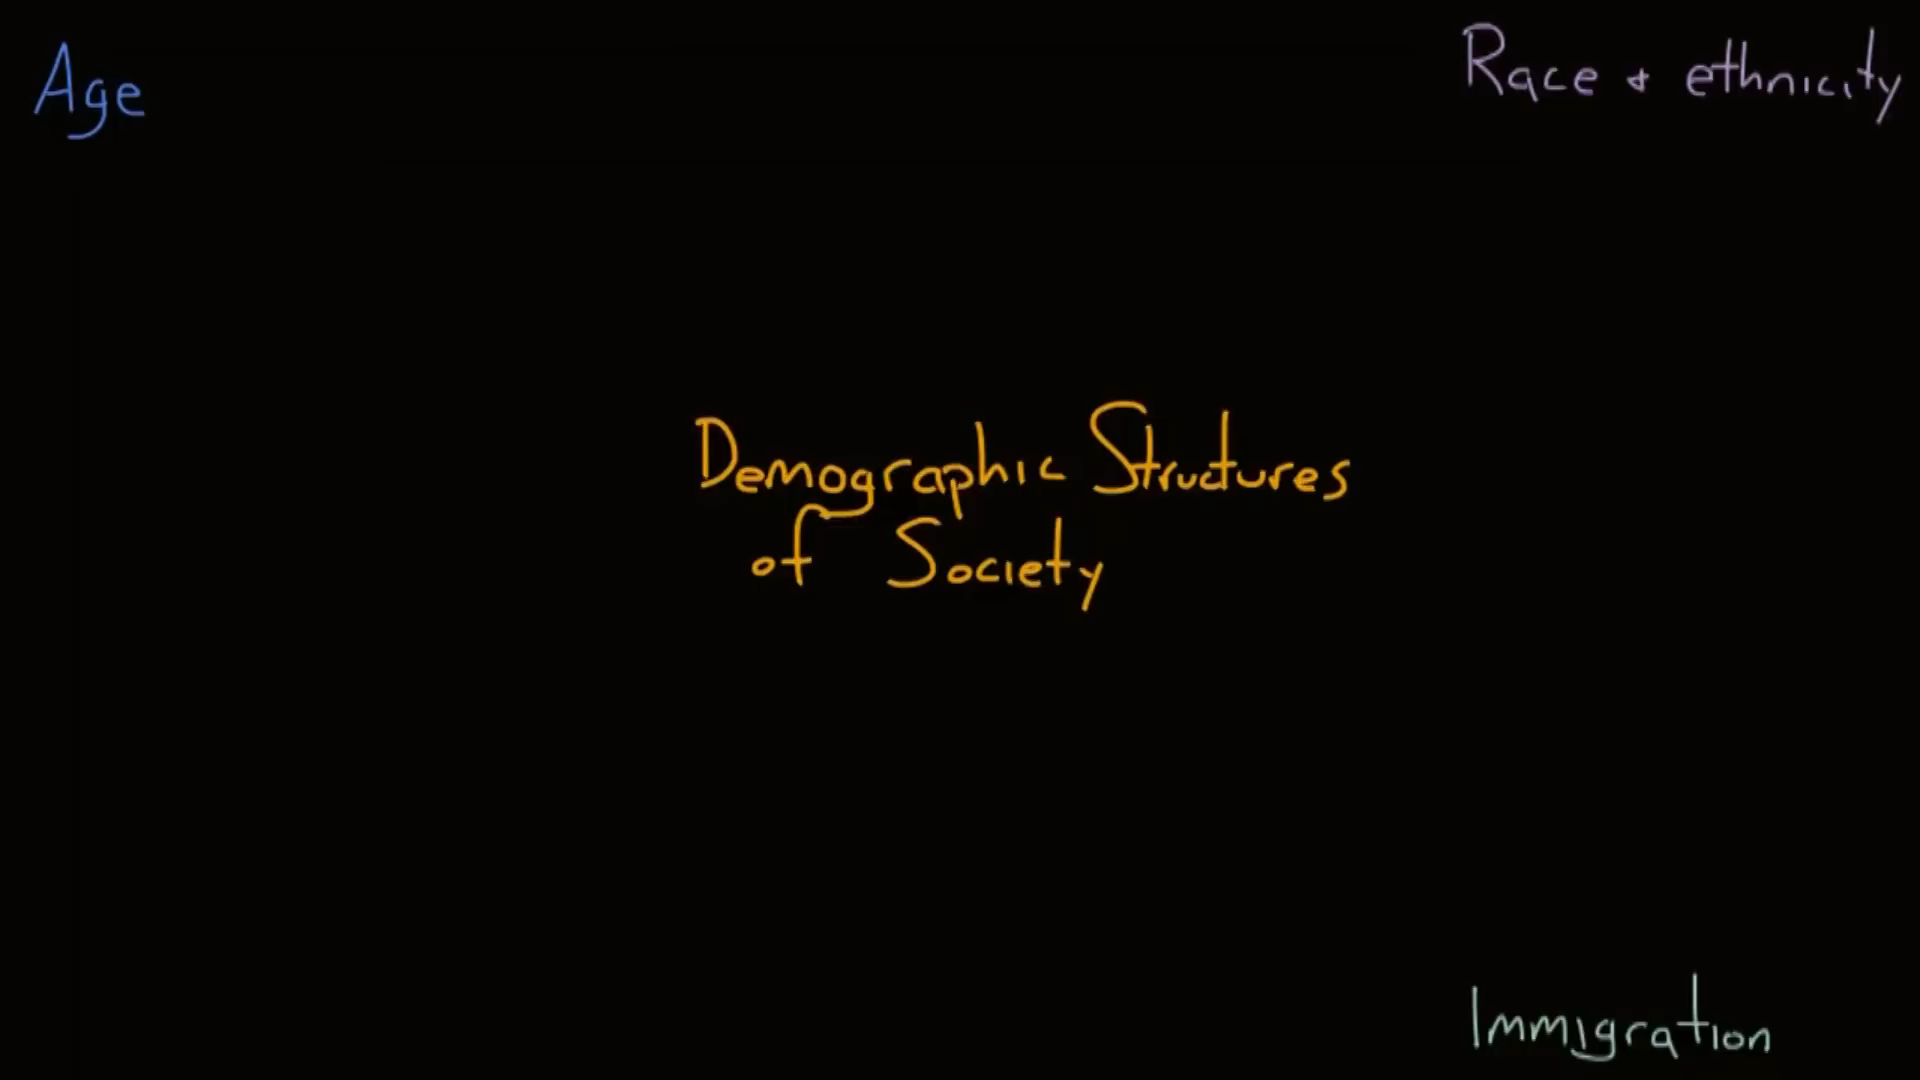 Age
Race & ethnicity
Demographic Structures
of Society
Immigration